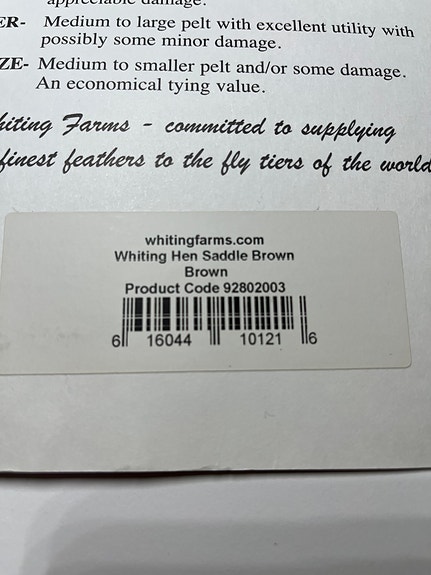 appreciable damage.
ER- Medium to large pelt with excellent utility with
possibly some minor damage.
ZE- Medium to smaller pelt and/or some damage.
An economical tying value.
hiting Farms - committed to supplying
finest feathers to the fly tiers of the world
whitingfarms.com
Whiting Hen Saddle Brown
Brown
Product Code 92802003
6 16044 10121 6